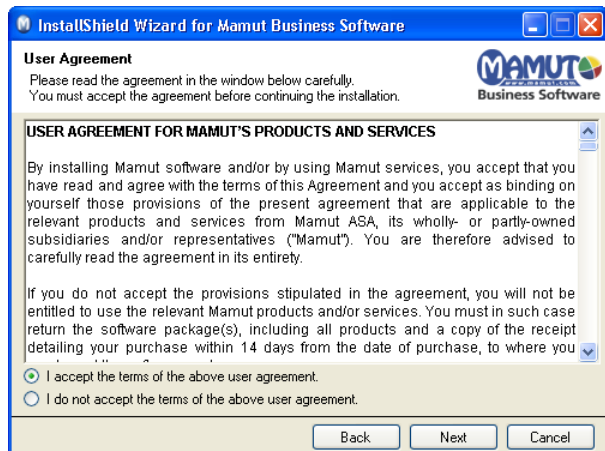 InstallShield Wizard for Mamut Business Software
User Agreement
Please read the agreement in the window below carefully.
You must accept the agreement before continuing the installation.
MAMUT
www.mamut.com
Business Software
USER AGREEMENT FOR MAMUT'S PRODUCTS AND SERVICES
By installing Mamut software and/or by using Mamut services, you accept that you
have read and agree with the terms of this Agreement and you accept as binding on
yourself those provisions of the present agreement that are applicable to the
relevant products and services from Mamut ASA, its wholly- or partly-owned
subsidiaries and/or representatives ("Mamut"). You are therefore advised to
carefully read the agreement in its entirety.
If you do not accept the provisions stipulated in the agreement, you will not be
entitled to use the relevant Mamut products and/or services. You must in such case
return the software package(s), including all products and a copy of the receipt
detailing your purchase within 14 days from the date of purchase, to where you
I accept the terms of the above user agreement.
I do not accept the terms of the above user agreement.
Back
Next
Cancel